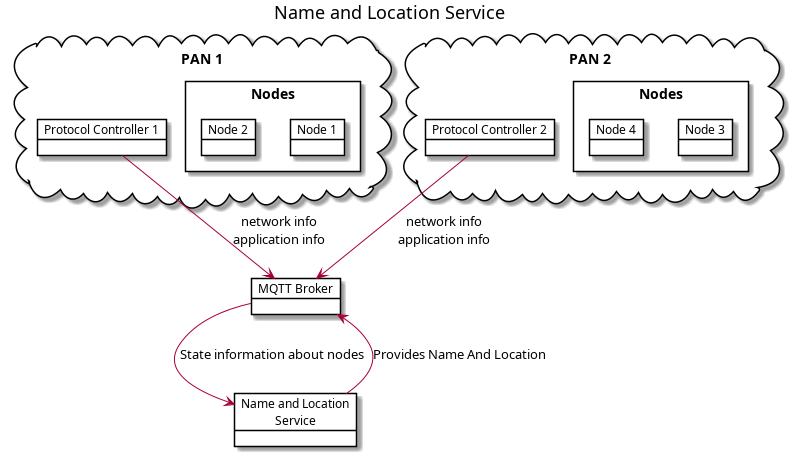 Name and Location Service
PAN 1
PAN 2
Nodes
Nodes
Protocol Controller 1
Node 2
Node 1
Protocol Controller 2
Node 4
Node 3
network info
application info
network info
application info
MQTT Broker
State information about nodes
Provides Name And Location
Name and Location
Service